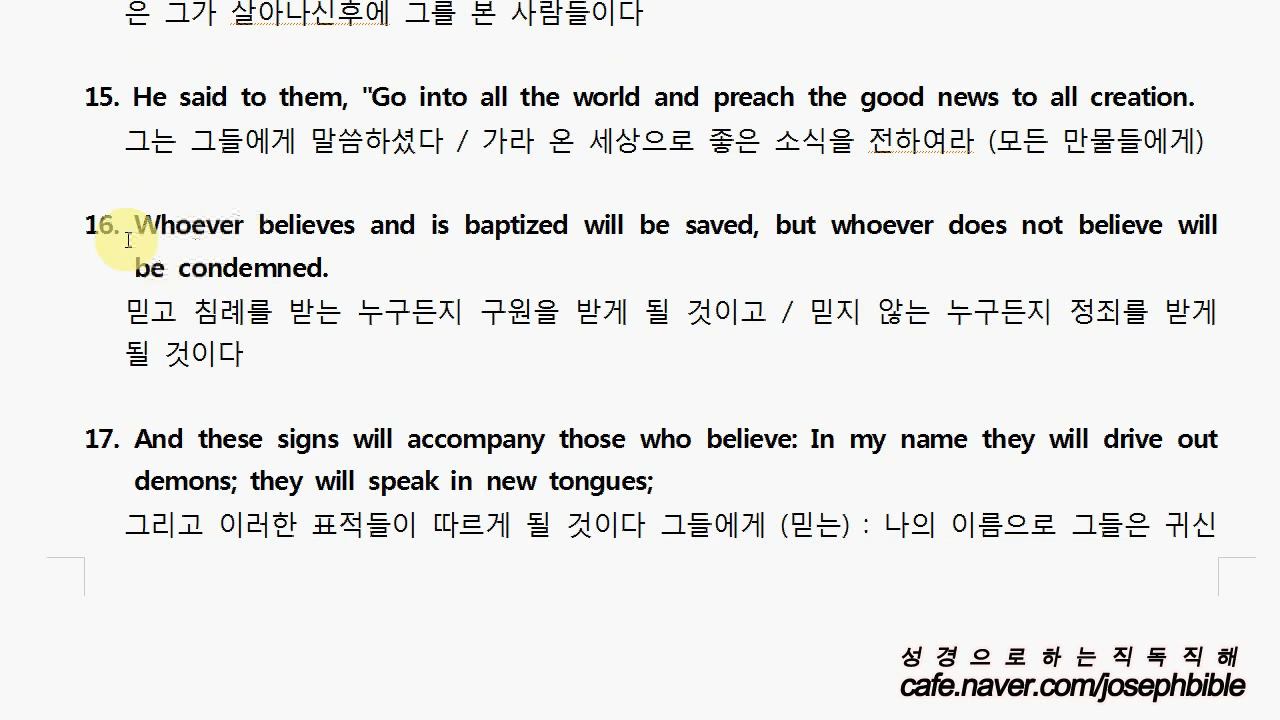 은 그가 살아나신후에 그를 본 사람들이다
15. He said to them, "Go into all the world and preach the good news to all creation.
그는 그들에게 말씀하셨다 / 가라 온 세상으로 좋은 소식을 전하여라 (모든 만물들에게)
16. Whoever believes and is baptized will be saved, but whoever does not believe will
be condemned.
믿고 침례를 받는 누구든지 구원을 받게 될 것이고 / 믿지 않는 누구든지 정죄를 받게
될 것이다
17. And these signs will accompany those who believe: In my name they will drive out
demons; they will speak in new tongues;
그리고 이러한 표적들이 따르게 될 것이다 그들에게 (믿는) : 나의 이름으로 그들은 귀신
성경으로하는직독직해
cafe.naver.com/josephbible